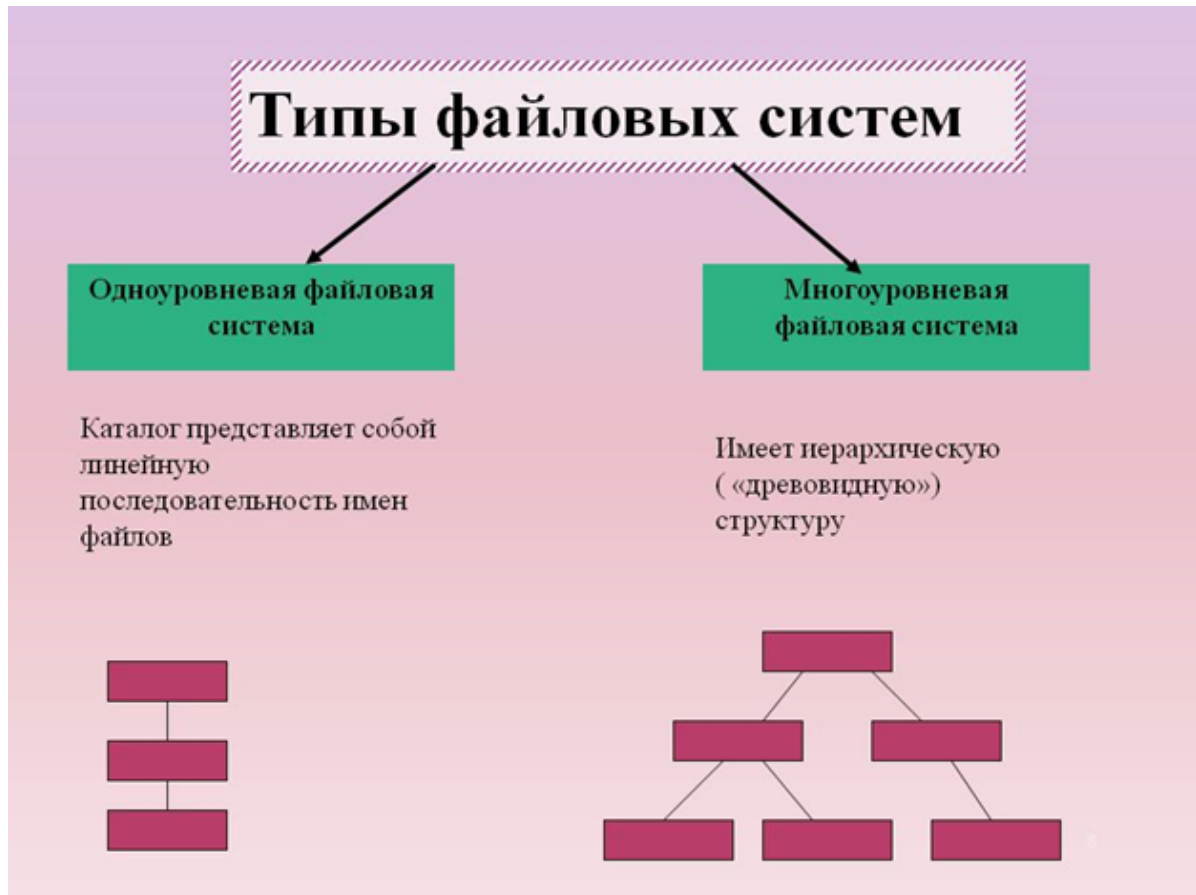 Типы файловых систем
Одноуровневая файловая
система
Каталог представляет собой
линейную
последовательность имен
файлов
Многоуровневая
файловая система
Имеет иерархическую
( «древовидную»)
структуру